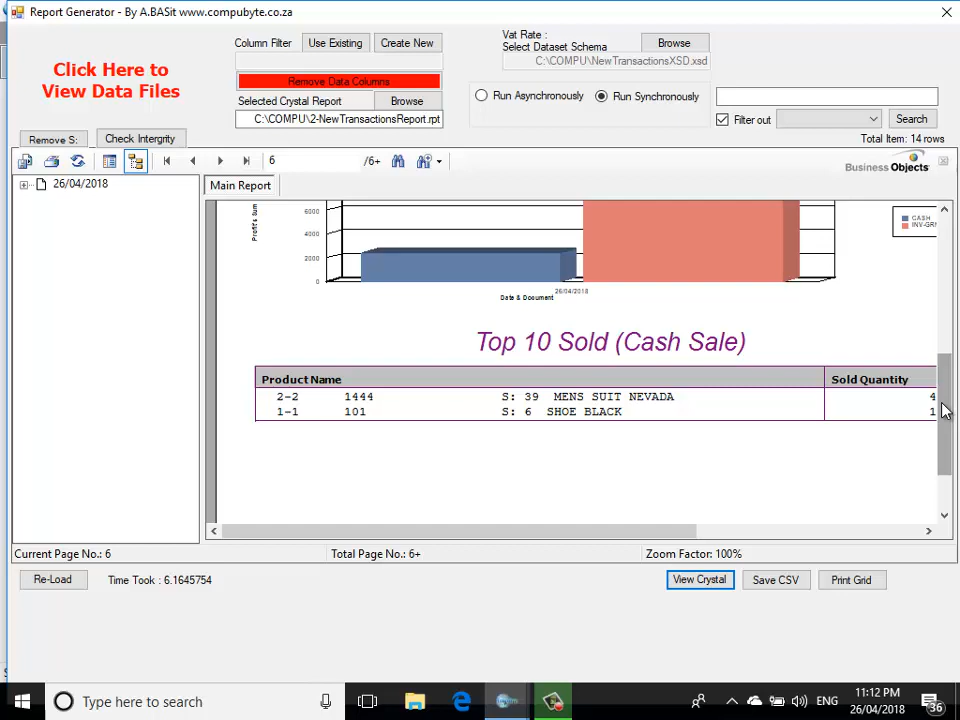 Report Generator - By A.BASit www.compubyte.co.za
Click Here to
View Data Files
Column Filter
Use Existing
Create New
Remove Data Columns
Selected Crystal Report
Browse
C:\COMPU\2-NewTransactionsReport.rpt
Vat Rate :
Select Dataset Schema
Browse
C:\COMPU\NewTransactionsXSD.xsd
Run Asynchronously
Run Synchronously
Filter out
Search
Total Item: 14 rows
Remove S:
Check Intergrity
6
/6+
Business Objects
26/04/2018
Main Report
Profit's Sum
6000
4000
2000
0
26/04/2018
Date & Document
CASH
INV-GR
Top 10 Sold (Cash Sale)
Product Name Sold Quantity
2-2 1444 S: 39 MENS SUIT NEVADA 4
1-1 101 S: 6 SHOE BLACK 1
Current Page No.: 6
Total Page No.: 6+
Zoom Factor: 100%
Re-Load
Time Took : 6.1645754
View Crystal
Save CSV
Print Grid
Type here to search
ENG
11:12 PM
26/04/2018
36